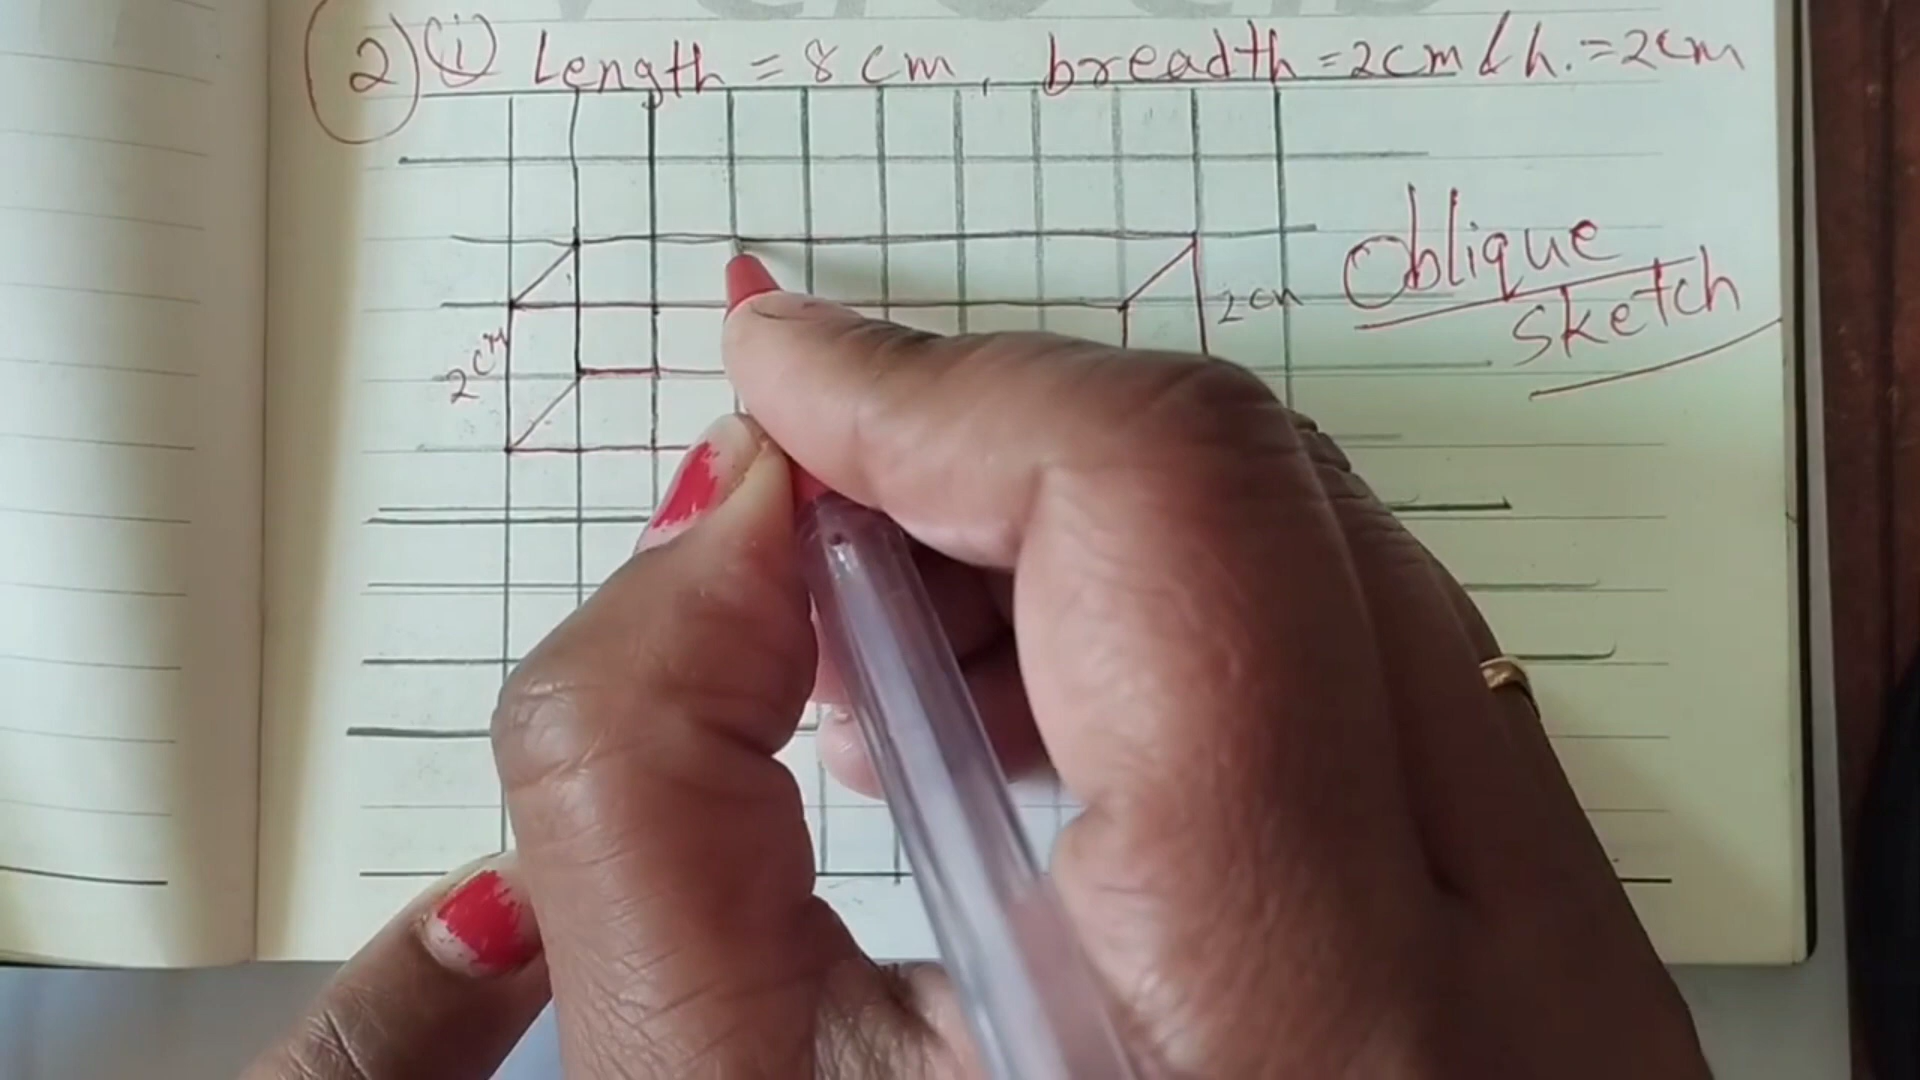 2) (i) Length = 8 cm, breadth = 2cm & h. = 2cm
Oblique
sketch
2cm
2cm